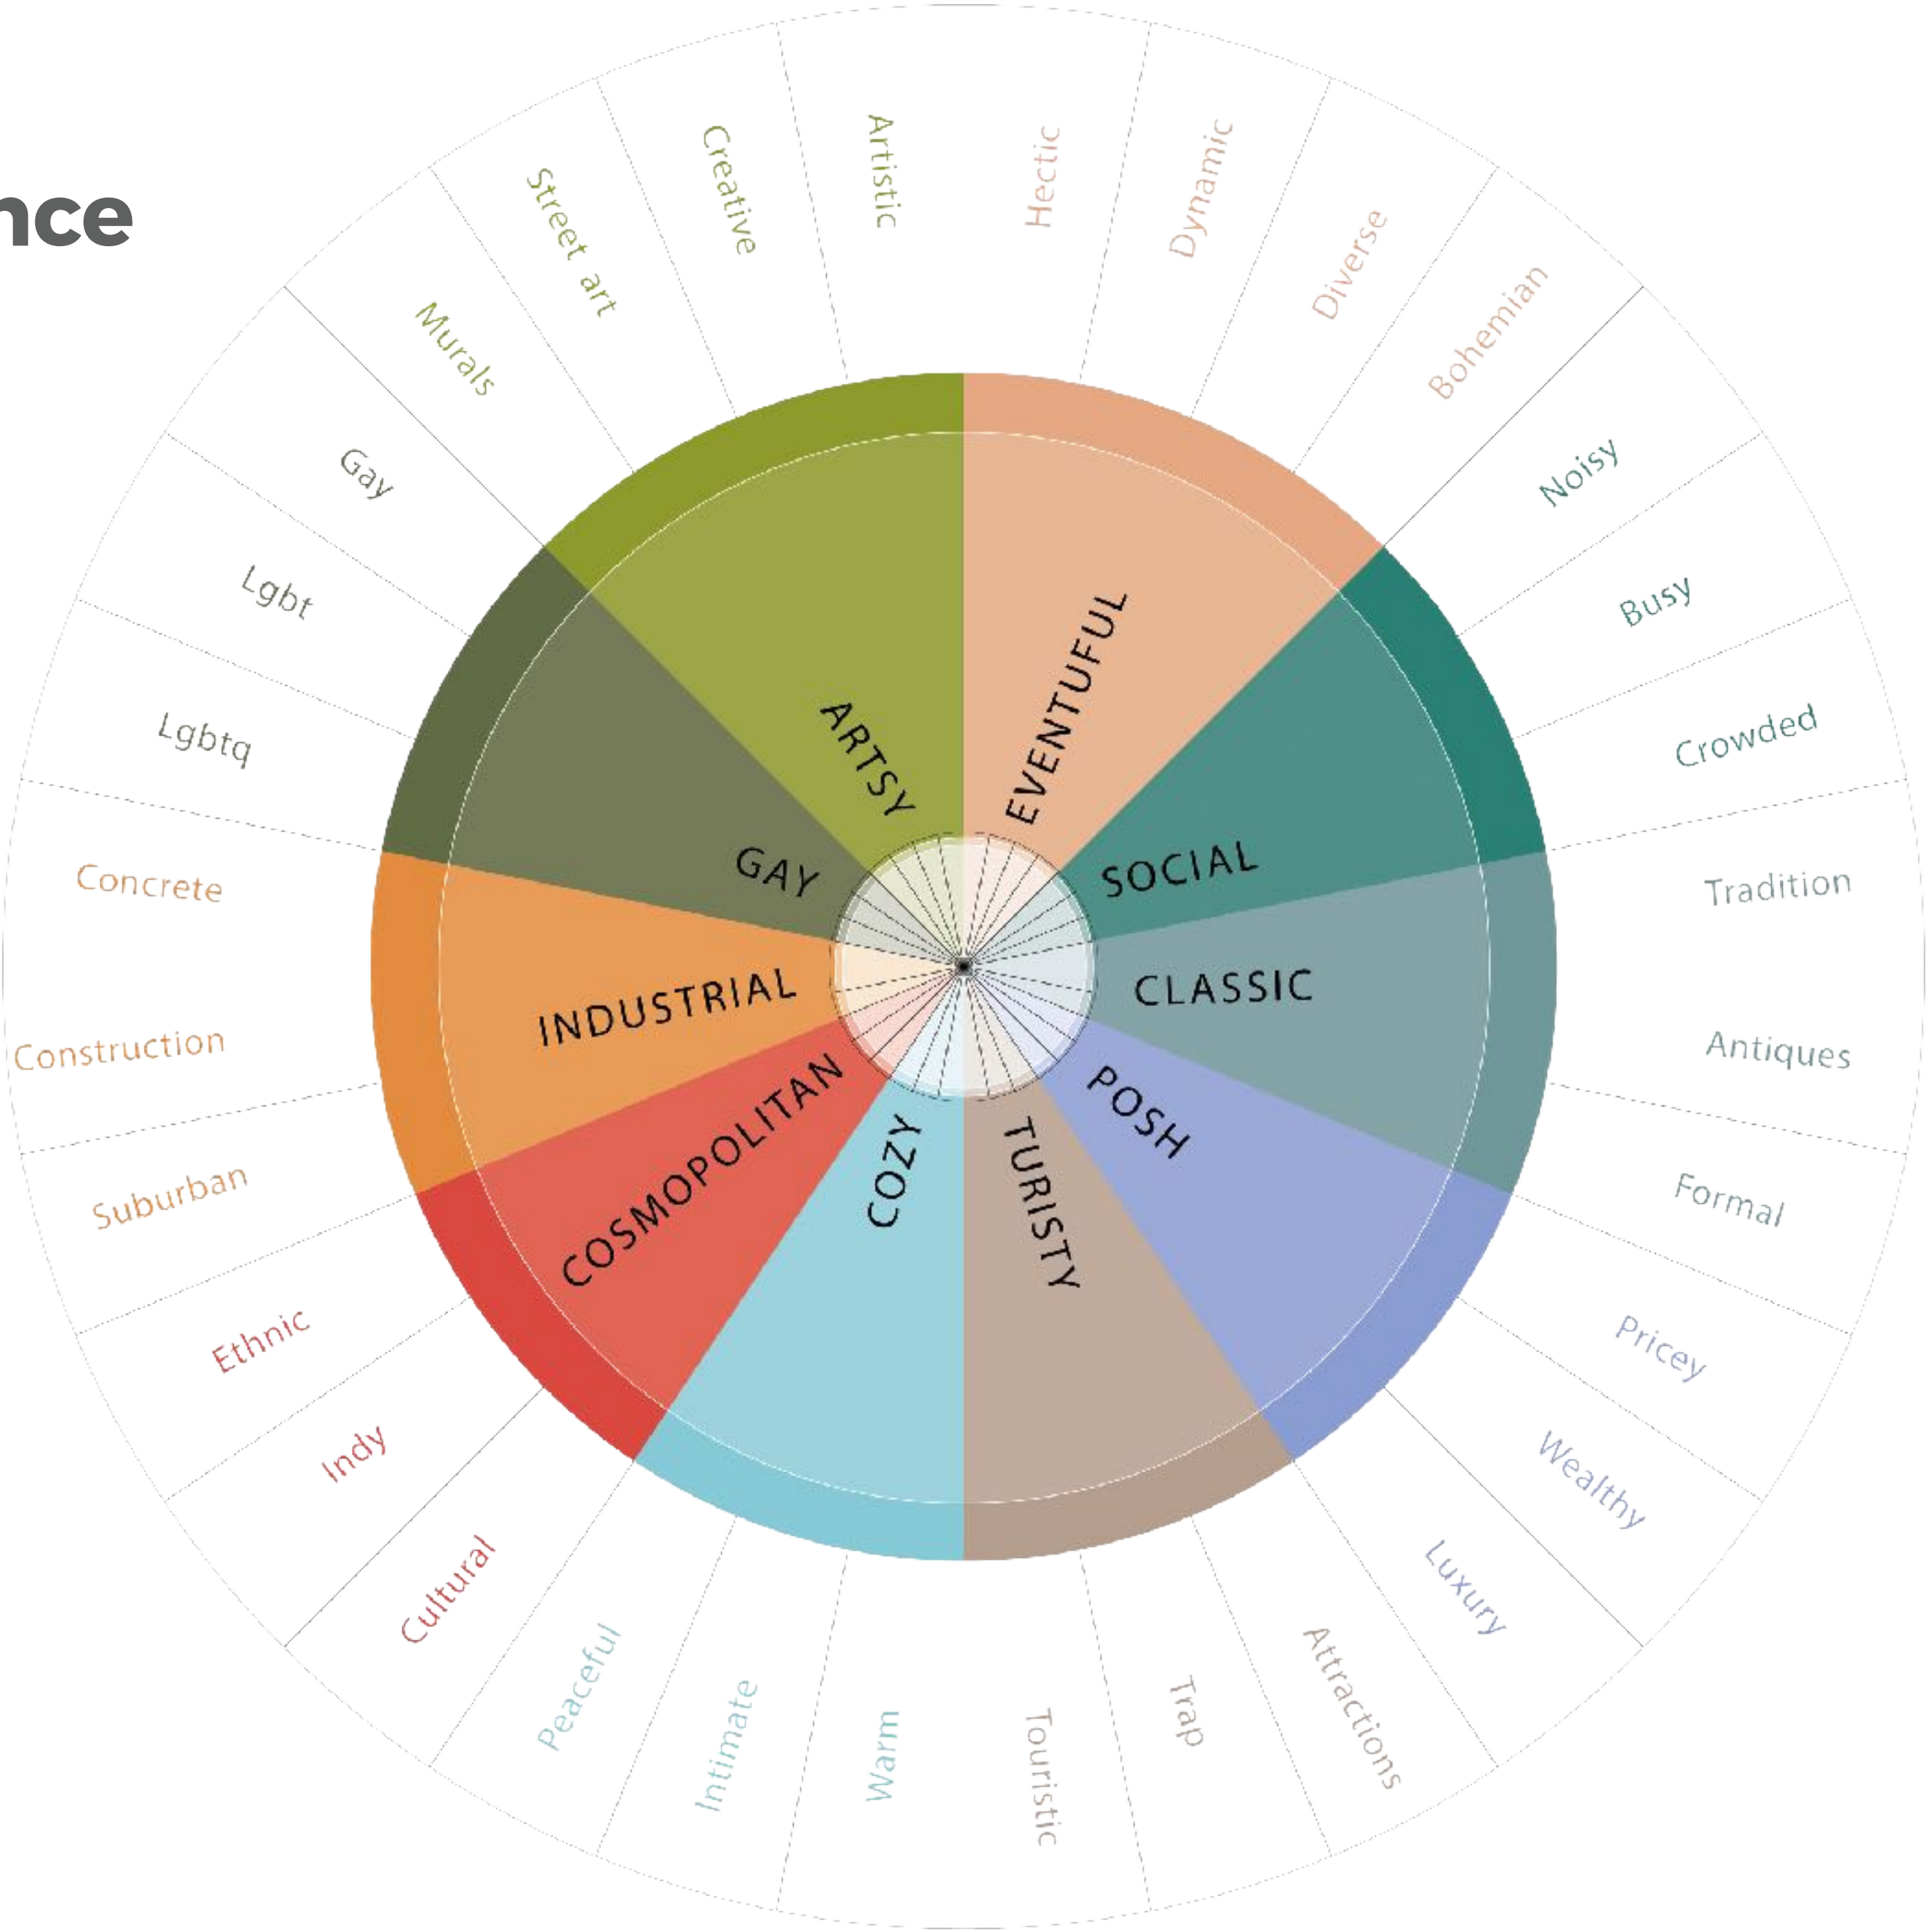 nce
Artistic
Hectic
Dynamic
Diverse
Bohemian
Noisy
Busy
Crowded
Tradition
Antiques
Formal
Pricey
Wealthy
Luxury
Attractions
Trap
Touristic
Warm
Intimate
Peaceful
Cultural
Indy
Ethnic
Suburban
Construction
Concrete
Lgbtq
Lgbt
Gay
Murals
Street art
Creative
ARTSY
EVENTUFUL
SOCIAL
CLASSIC
POSH
TURISTY
COZY
COSMOPOLITAN
INDUSTRIAL
GAY